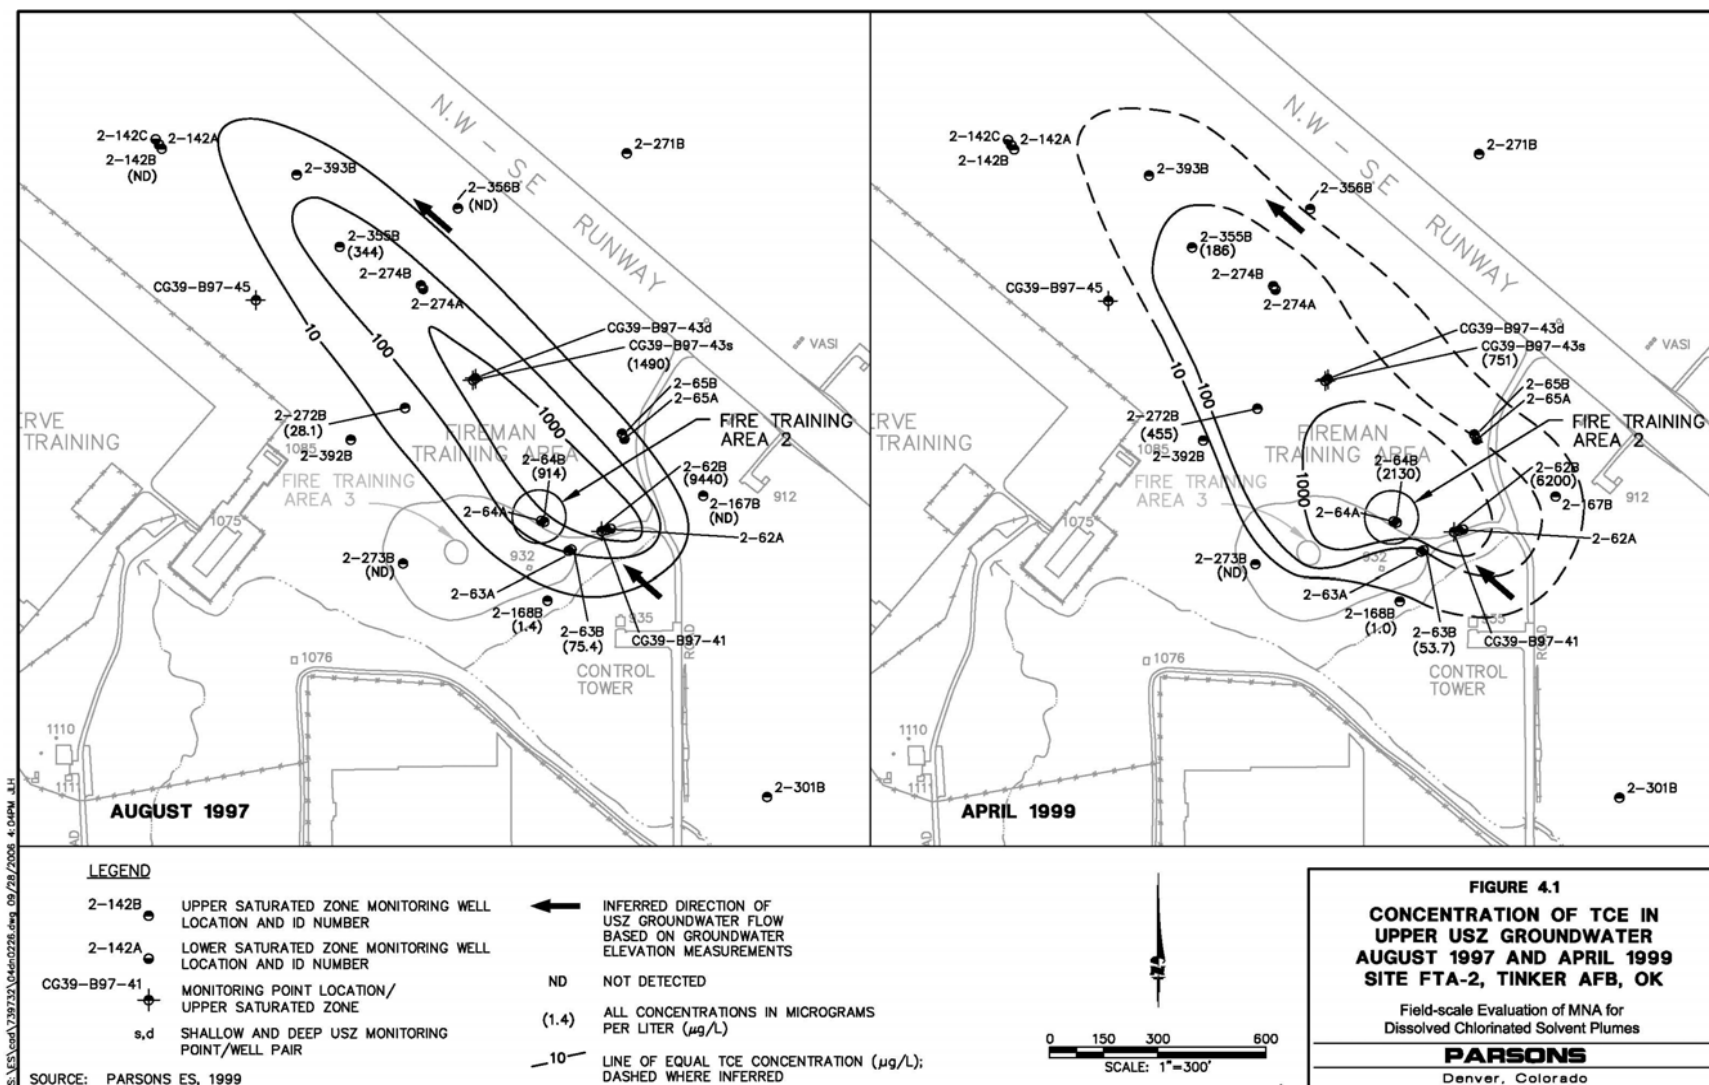 N.W - S.E RUNWAY
2-142C
2-142A
2-142B
(ND)
2-393B
2-271B
2-356B
(ND)
2-355B
(344)
2-274B
2-274A
CG39-B97-45
10
100
1000
CG39-B97-43d
CG39-B97-43s
(1490)
VASI
2-65B
2-65A
FIRE TRAINING
AREA 2
2-272B
(28.1)
ERVE
TRAINING
1085
2-392B
FIREMAN
TRAINING AREA
2-64B
(914)
2-62B
(9440)
FIRE TRAINING
AREA 3
2-167B
(ND)
912
2-64A
1075
2-62A
932
2-273B
(ND)
2-63A
2-168B
(1.4)
2-63B
(75.4)
935
CG39-B97-41
ROAD
1076
CONTROL
TOWER
1110
1111
2-301B
AUGUST 1997
N.W - S.E RUNWAY
2-142C
2-142A
2-142B
2-393B
2-271B
2-356B
2-355B
(186)
2-274B
2-274A
CG39-B97-45
10
100
1000
CG39-B97-43d
CG39-B97-43s
(751)
VASI
2-65B
2-65A
FIRE TRAINING
AREA 2
2-272B
(455)
ERVE
TRAINING
1085
2-392B
FIREMAN
TRAINING AREA
2-64B
(2130)
2-62B
(6200)
FIRE TRAINING
AREA 3
2-167B
912
2-64A
1075
2-62A
932
2-273B
(ND)
2-63A
2-168B
(1.0)
2-63B
(53.7)
CG39-B97-41
ROAD
1076
CONTROL
TOWER
1110
1111
2-301B
APRIL 1999
LEGEND
2-142B UPPER SATURATED ZONE MONITORING WELL
LOCATION AND ID NUMBER
2-142A LOWER SATURATED ZONE MONITORING WELL
LOCATION AND ID NUMBER
CG39-B97-41 MONITORING POINT LOCATION/
UPPER SATURATED ZONE
s,d SHALLOW AND DEEP USZ MONITORING
POINT/WELL PAIR
SOURCE: PARSONS ES, 1999
INFERRED DIRECTION OF
USZ GROUNDWATER FLOW
BASED ON GROUNDWATER
ELEVATION MEASUREMENTS
ND NOT DETECTED
(1.4) ALL CONCENTRATIONS IN MICROGRAMS
PER LITER (µg/L)
10 LINE OF EQUAL TCE CONCENTRATION (µg/L);
DASHED WHERE INFERRED
0 150 300 600
SCALE: 1"=300'
FIGURE 4.1
CONCENTRATION OF TCE IN
UPPER USZ GROUNDWATER
AUGUST 1997 AND APRIL 1999
SITE FTA-2, TINKER AFB, OK
Field-scale Evaluation of MNA for
Dissolved Chlorinated Solvent Plumes
PARSONS
Denver, Colorado